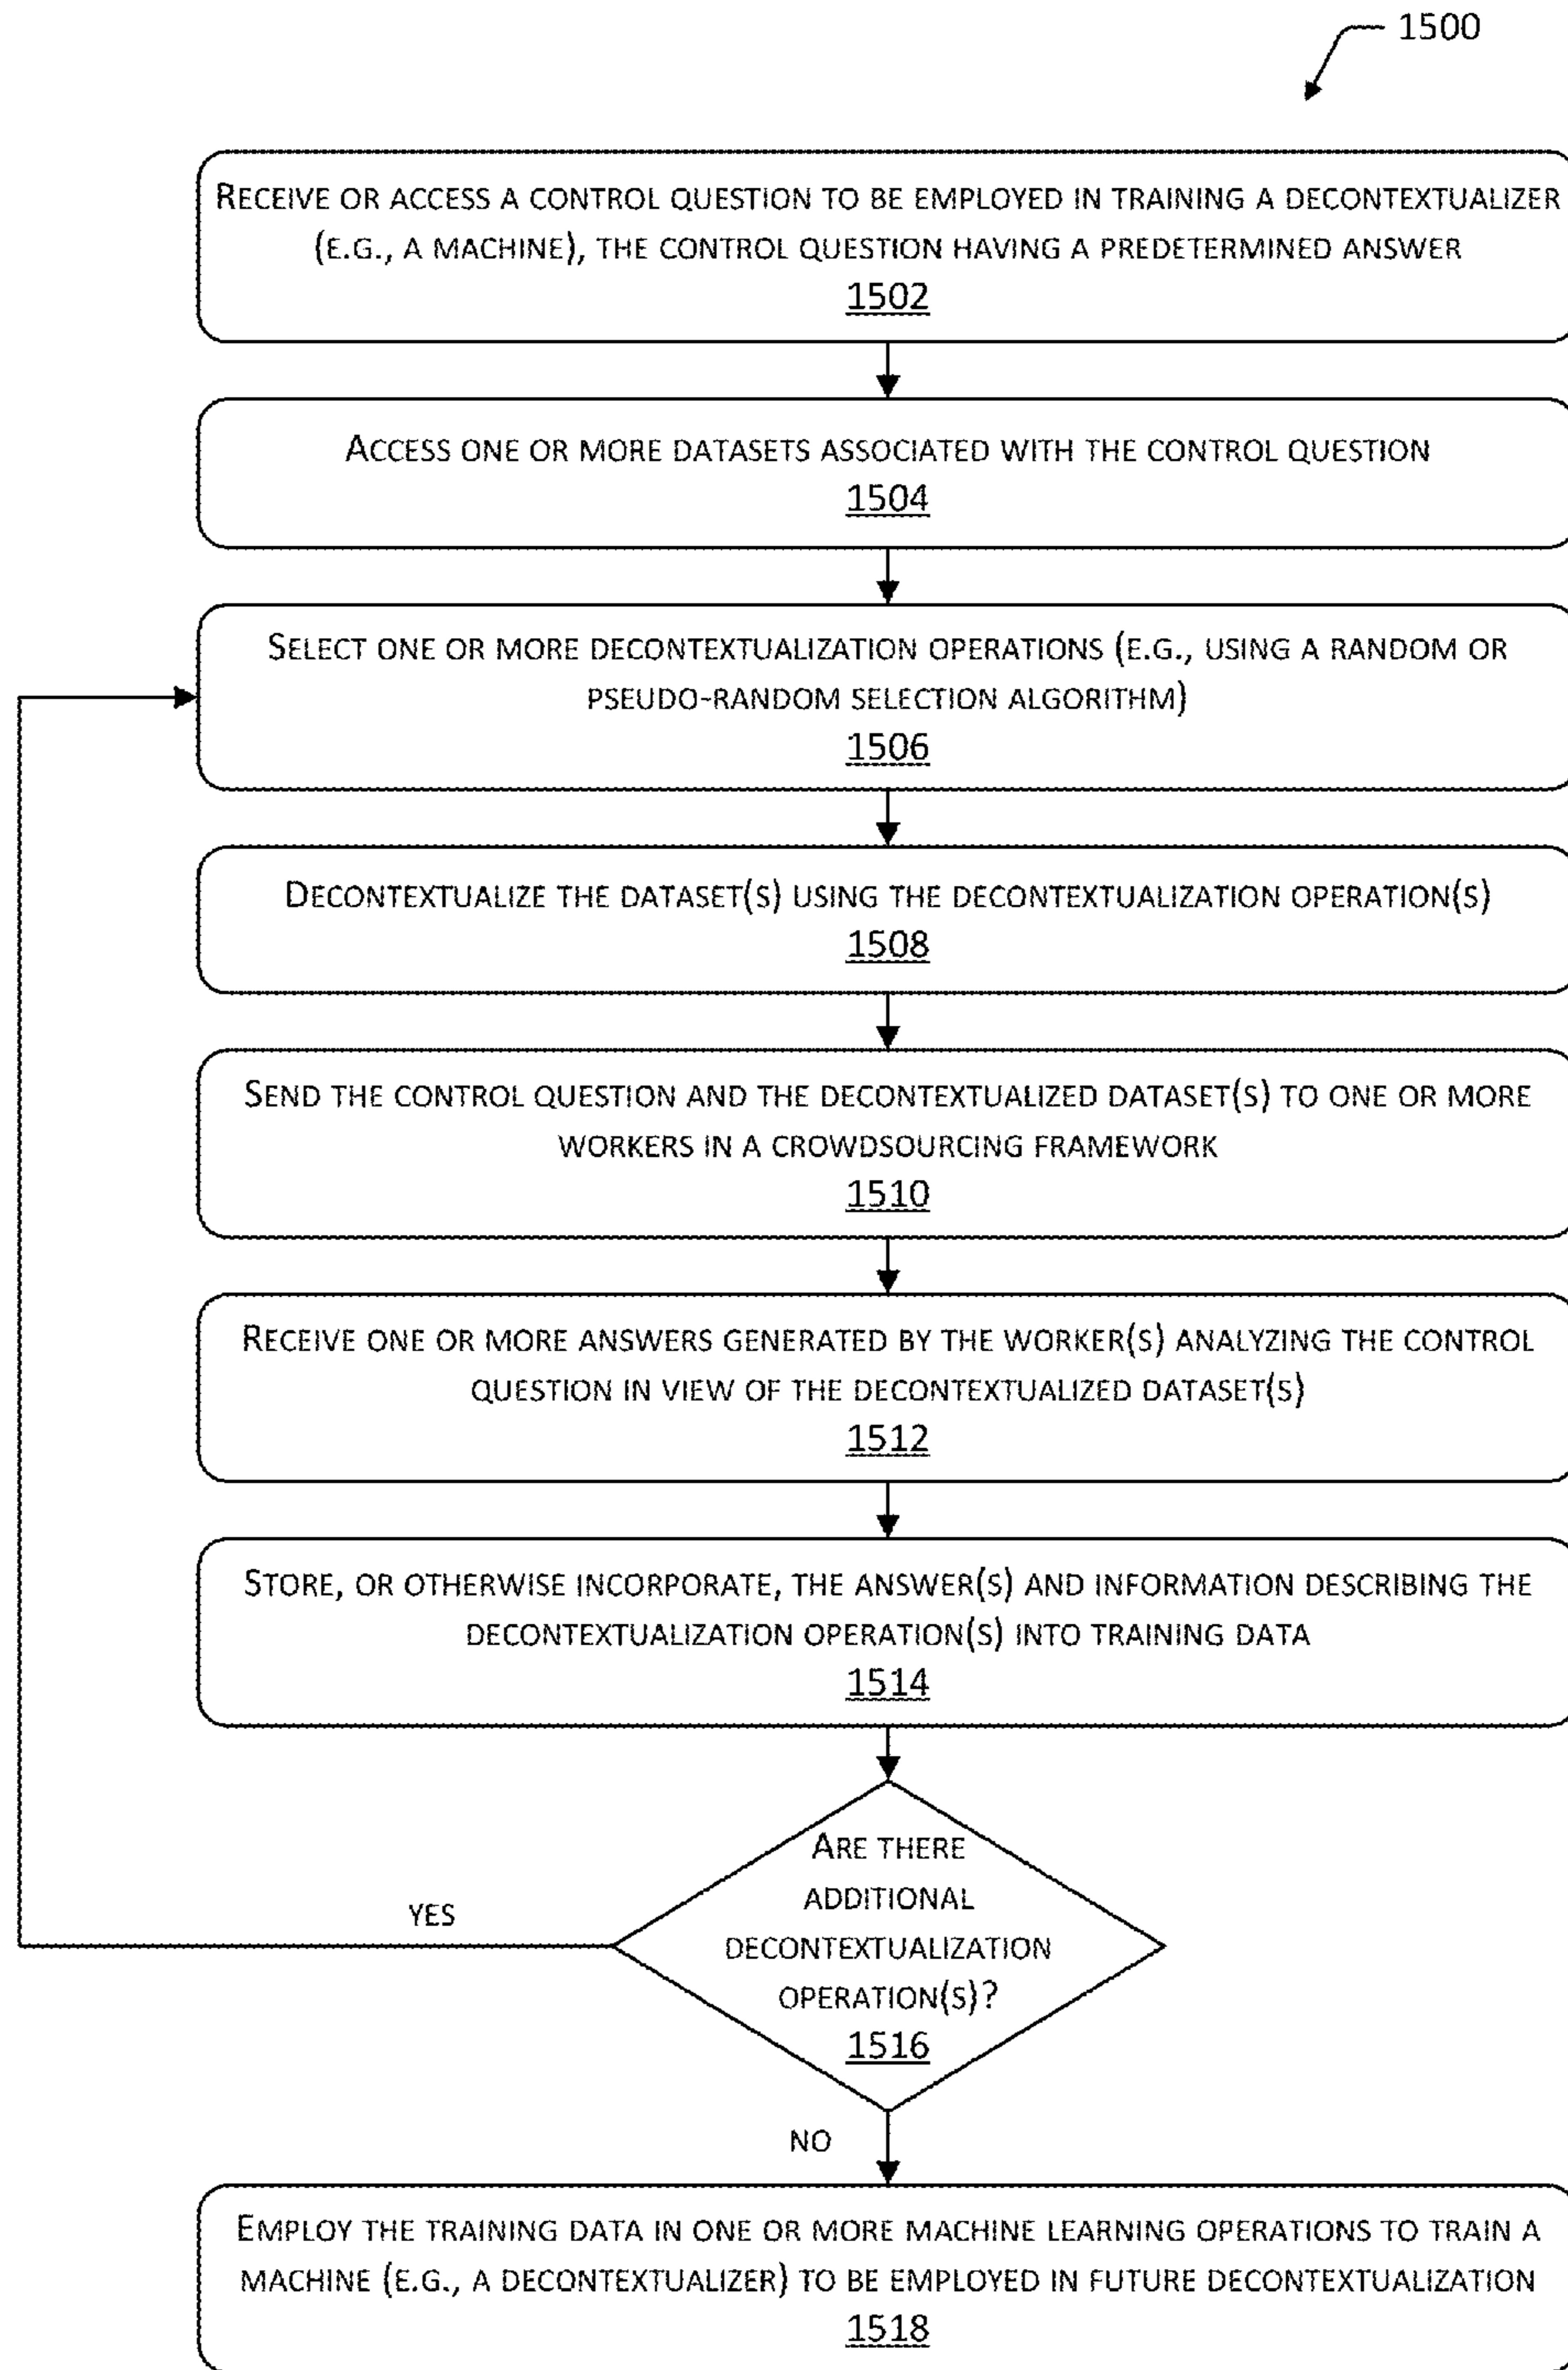 1500
RECEIVE OR ACCESS A CONTROL QUESTION TO BE EMPLOYED IN TRAINING A DECONTEXTUALIZER
(E.G., A MACHINE), THE CONTROL QUESTION HAVING A PREDETERMINED ANSWER
1502
ACCESS ONE OR MORE DATASETS ASSOCIATED WITH THE CONTROL QUESTION
1504
SELECT ONE OR MORE DECONTEXTUALIZATION OPERATIONS (E.G., USING A RANDOM OR
PSEUDO-RANDOM SELECTION ALGORITHM)
1506
DECONTEXTUALIZE THE DATASET(S) USING THE DECONTEXTUALIZATION OPERATION(S)
1508
SEND THE CONTROL QUESTION AND THE DECONTEXTUALIZED DATASET(S) TO ONE OR MORE
WORKERS IN A CROWDSOURCING FRAMEWORK
1510
RECEIVE ONE OR MORE ANSWERS GENERATED BY THE WORKER(S) ANALYZING THE CONTROL
QUESTION IN VIEW OF THE DECONTEXTUALIZED DATASET(S)
1512
STORE, OR OTHERWISE INCORPORATE, THE ANSWER(S) AND INFORMATION DESCRIBING THE
DECONTEXTUALIZATION OPERATION(S) INTO TRAINING DATA
1514
ARE THERE
ADDITIONAL
DECONTEXTUALIZATION
OPERATION(S)?
1516
YES
NO
EMPLOY THE TRAINING DATA IN ONE OR MORE MACHINE LEARNING OPERATIONS TO TRAIN A
MACHINE (E.G., A DECONTEXTUALIZER) TO BE EMPLOYED IN FUTURE DECONTEXTUALIZATION
1518